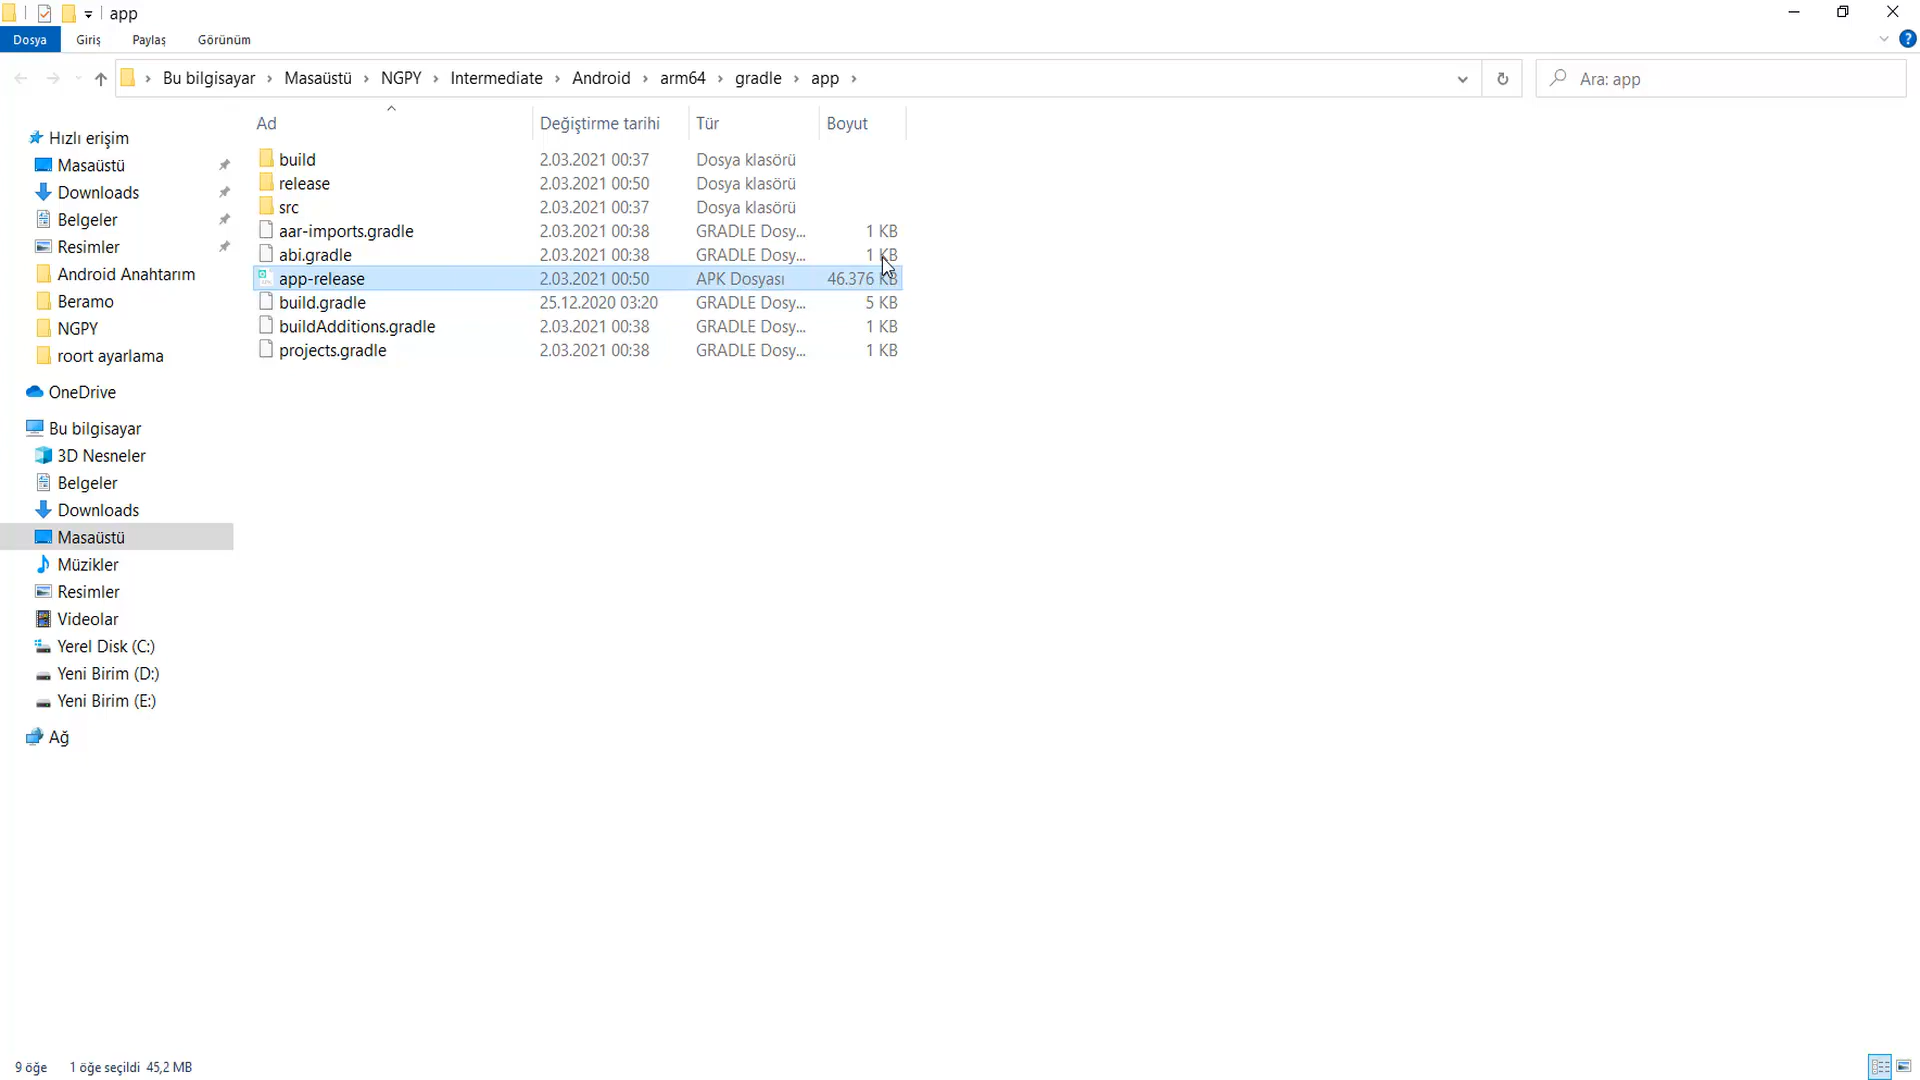 app
Dosya Giriş Paylaş Görünüm
Bu bilgisayar Masaüstü NGPY Intermediate Android arm64 gradle app
Ara: app
Ad Değiştirme tarihi Tür Boyut
build 2.03.2021 00:37 Dosya klasörü
release 2.03.2021 00:50 Dosya klasörü
src 2.03.2021 00:37 Dosya klasörü
aar-imports.gradle 2.03.2021 00:38 GRADLE Dosy... 1 KB
abi.gradle 2.03.2021 00:38 GRADLE Dosy... 1 KB
app-release 2.03.2021 00:50 APK Dosyası 46.376 KB
build.gradle 25.12.2020 03:20 GRADLE Dosy... 5 KB
buildAdditions.gradle 2.03.2021 00:38 GRADLE Dosy... 1 KB
projects.gradle 2.03.2021 00:38 GRADLE Dosy... 1 KB
Hızlı erişim
Masaüstü
Downloads
Belgeler
Resimler
Android Anahtarım
Beramo
NGPY
roort ayarlama
OneDrive
Bu bilgisayar
3D Nesneler
Belgeler
Downloads
Masaüstü
Müzikler
Resimler
Videolar
Yerel Disk (C:)
Yeni Birim (D:)
Yeni Birim (E:)
Ağ
9 öğe 1 öğe seçildi 45,2 MB